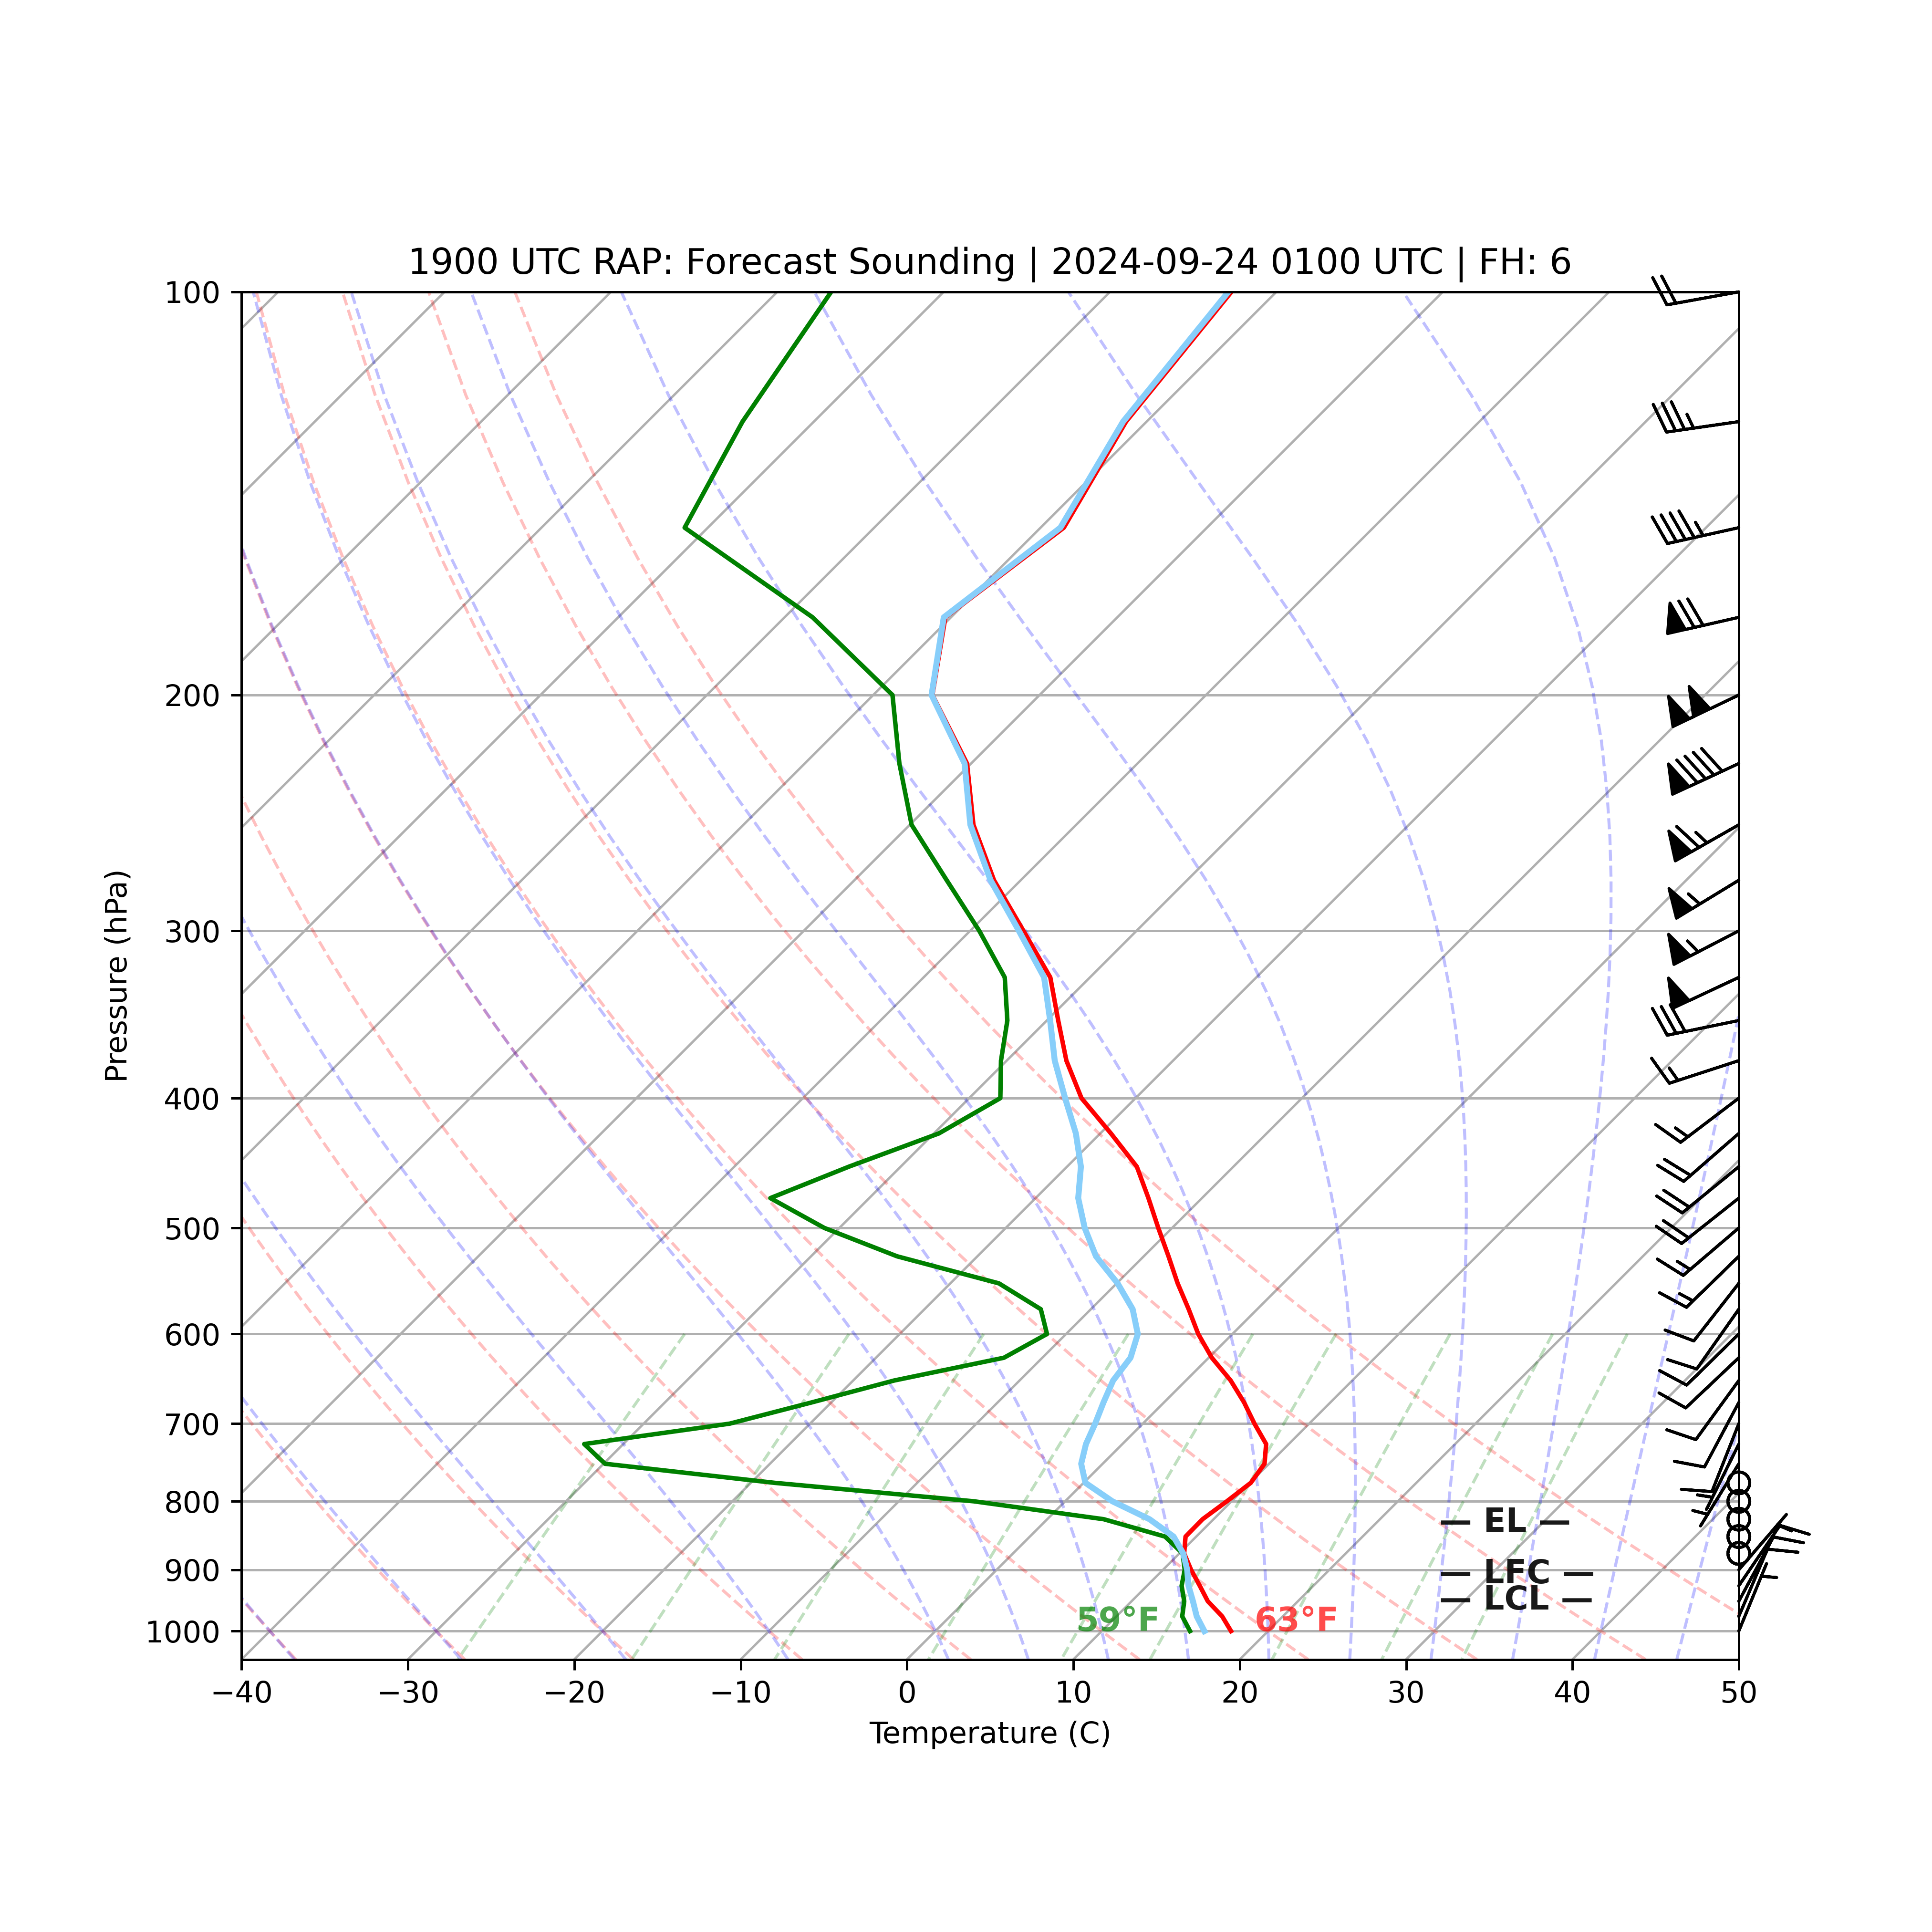 1900 UTC RAP: Forecast Sounding | 2024-09-24 0100 UTC | FH: 6
100
200
300
400
500
600
700
800
900
1000
Pressure (hPa)
— EL —
— LFC —
— LCL —
59°F
63°F
−40
−30
−20
−10
0
10
20
30
40
50
Temperature (C)